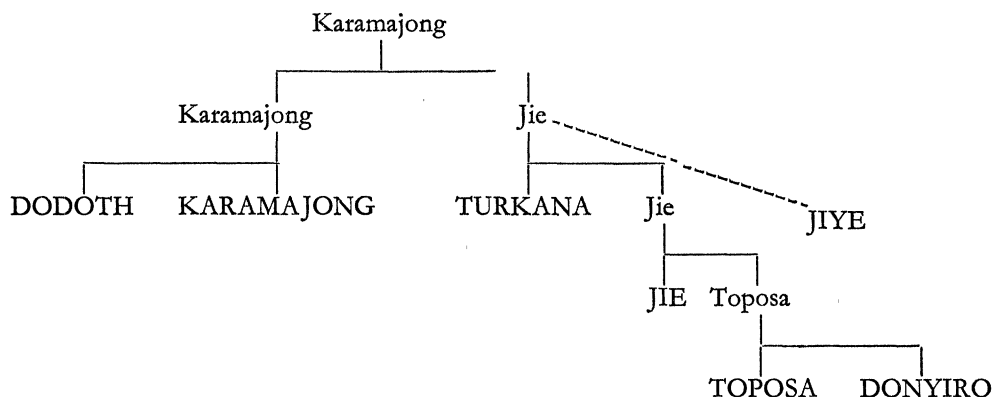 Karamajong
Karamajong Jie
DODOTH KARAMAJONG TURKANA Jie JIYE
JIE Toposa
TOPOSA DONYIRO